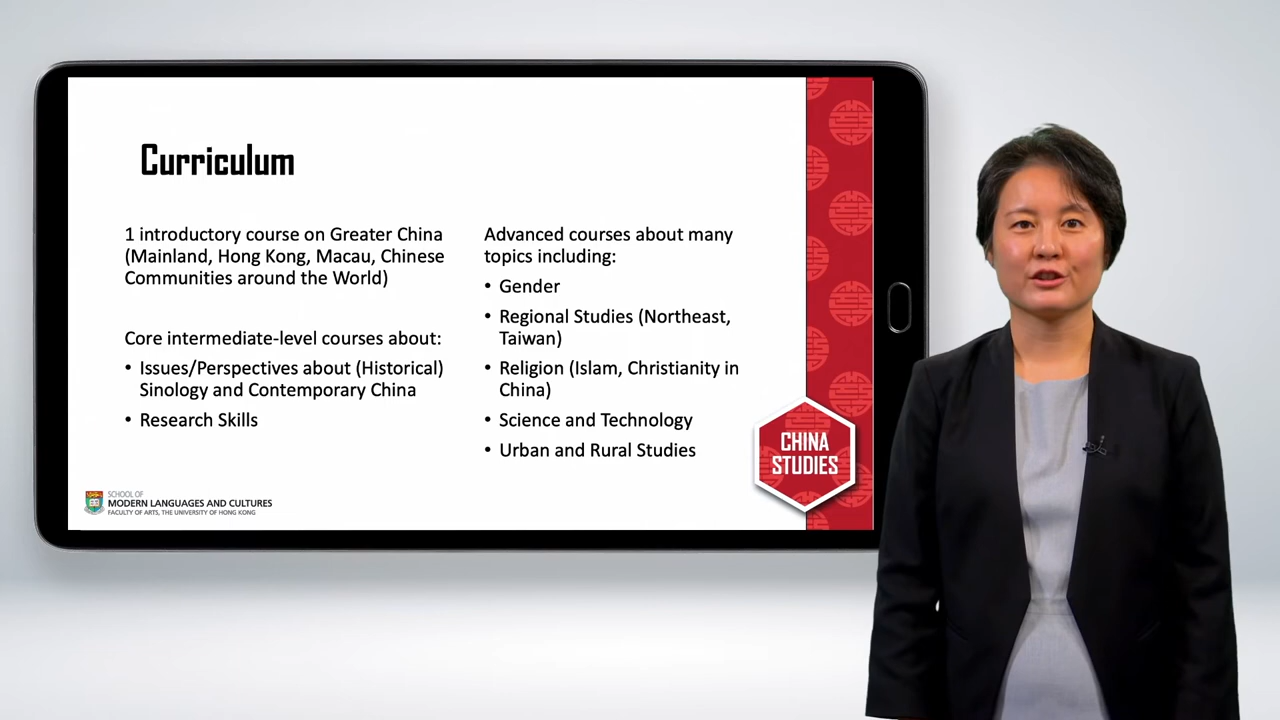 Curriculum
1 introductory course on Greater China
(Mainland, Hong Kong, Macau, Chinese
Communities around the World)
Core intermediate-level courses about:
• Issues/Perspectives about (Historical)
Sinology and Contemporary China
• Research Skills
Advanced courses about many
topics including:
• Gender
• Regional Studies (Northeast,
Taiwan)
• Religion (Islam, Christianity in
China)
• Science and Technology
• Urban and Rural Studies
CHINA
STUDIES
SCHOOL OF
MODERN LANGUAGES AND CULTURES
FACULTY OF ARTS, THE UNIVERSITY OF HONG KONG